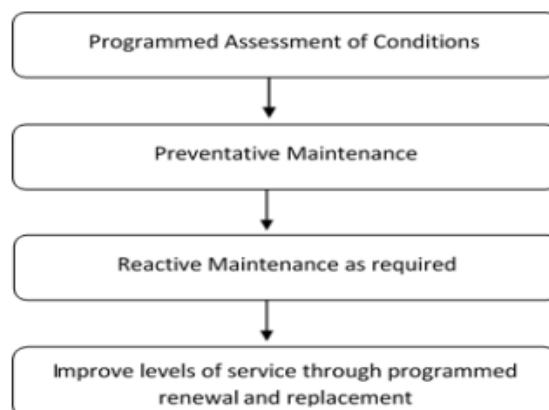 Programmed Assessment of Conditions
Preventative Maintenance
Reactive Maintenance as required
Improve levels of service through programmed
renewal and replacement